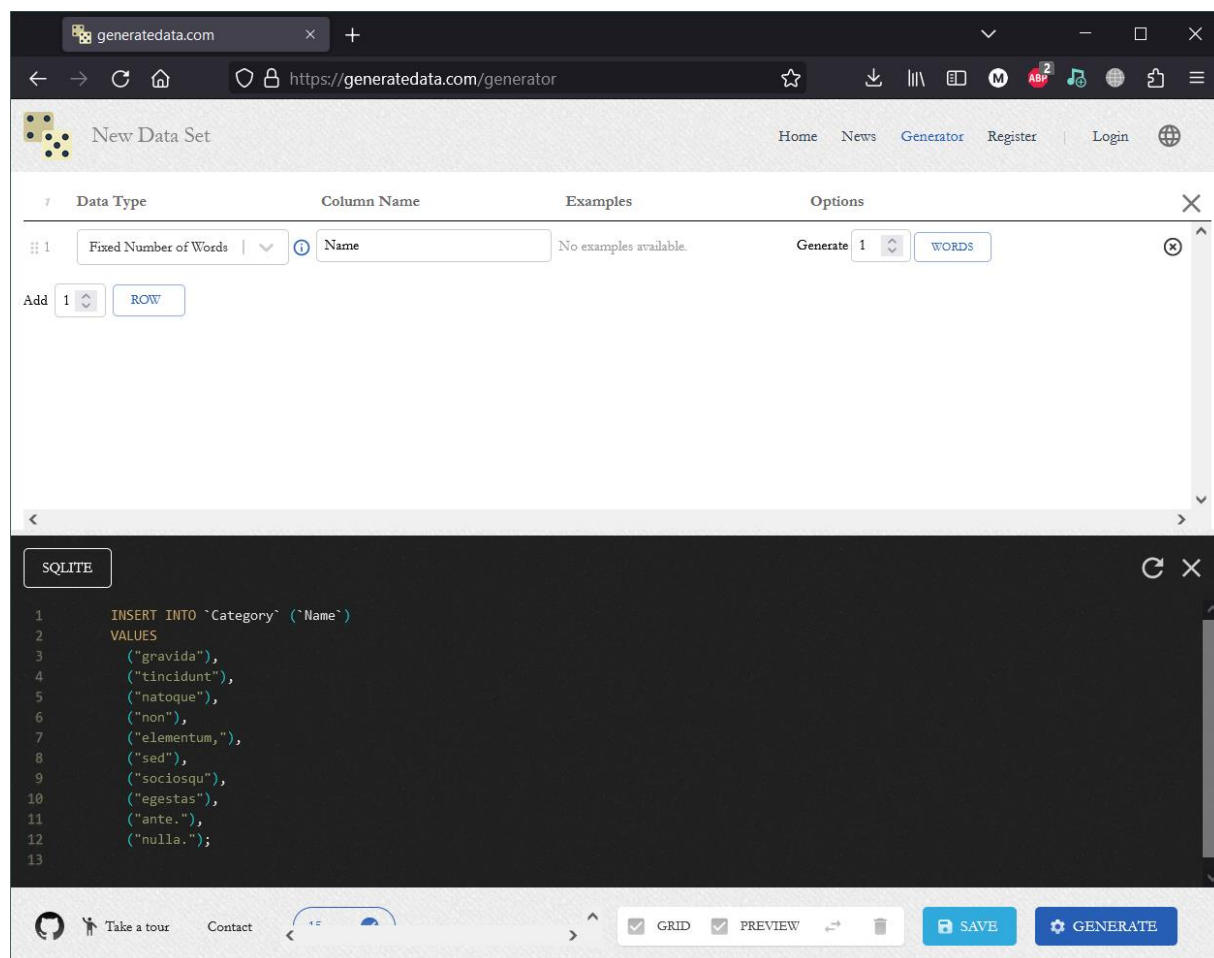 generatedata.com
https://generatedata.com/generator
M ABP 2
New Data Set Home News Generator Register | Login
Data Type Column Name Examples Options
1 Fixed Number of Words Name No examples available. Generate 1 WORDS
Add 1 ROW
SQLITE
1 INSERT INTO `Category` (`Name`)
2 VALUES
3 ("gravida"),
4 ("tincidunt"),
5 ("natoque"),
6 ("non"),
7 ("elementum,"),
8 ("sed"),
9 ("sociosqu"),
10 ("egestas"),
11 ("ante."),
12 ("nulla.");
13
Take a tour Contact GRID PREVIEW SAVE GENERATE